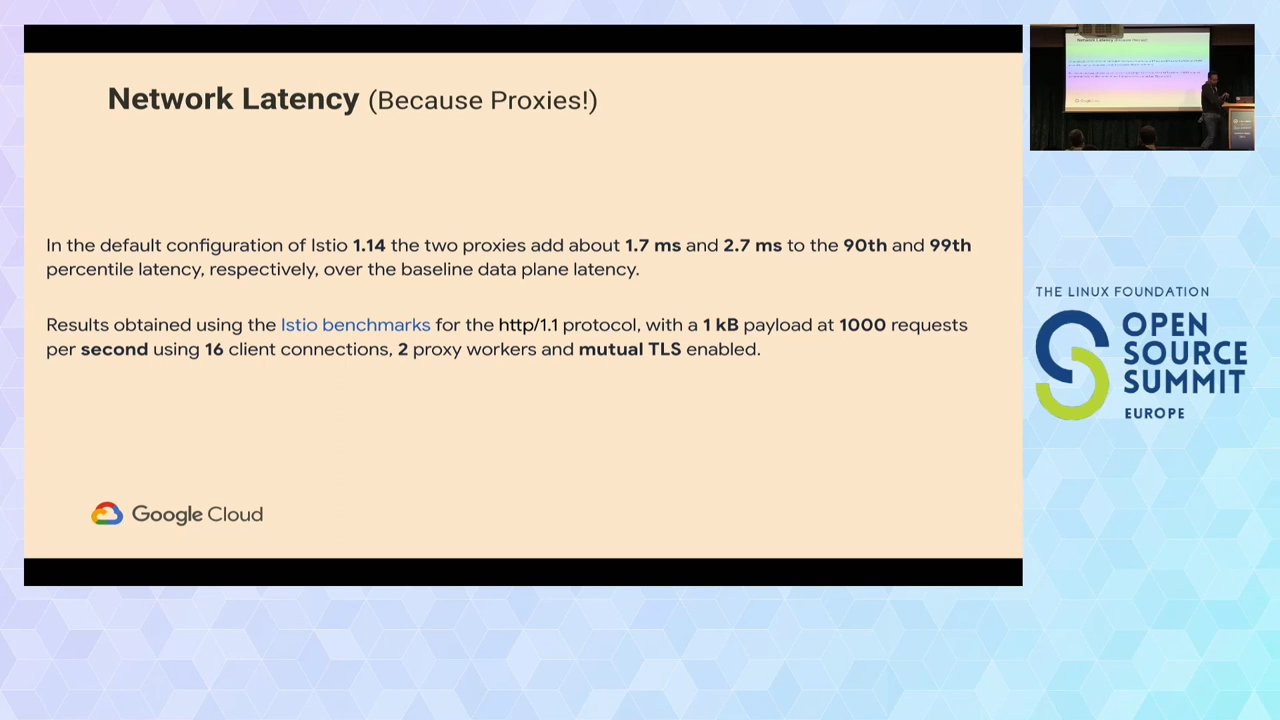 Network Latency (Because Proxies!)
In the default configuration of Istio 1.14 the two proxies add about 1.7 ms and 2.7 ms to the 90th and 99th
percentile latency, respectively, over the baseline data plane latency.
Results obtained using the Istio benchmarks for the http/1.1 protocol, with a 1 kB payload at 1000 requests
per second using 16 client connections, 2 proxy workers and mutual TLS enabled.
Google Cloud
Network Latency (Because Proxies!)
THE LINUX FOUNDATION
OPEN
SOURCE
SUMMIT
EUROPE